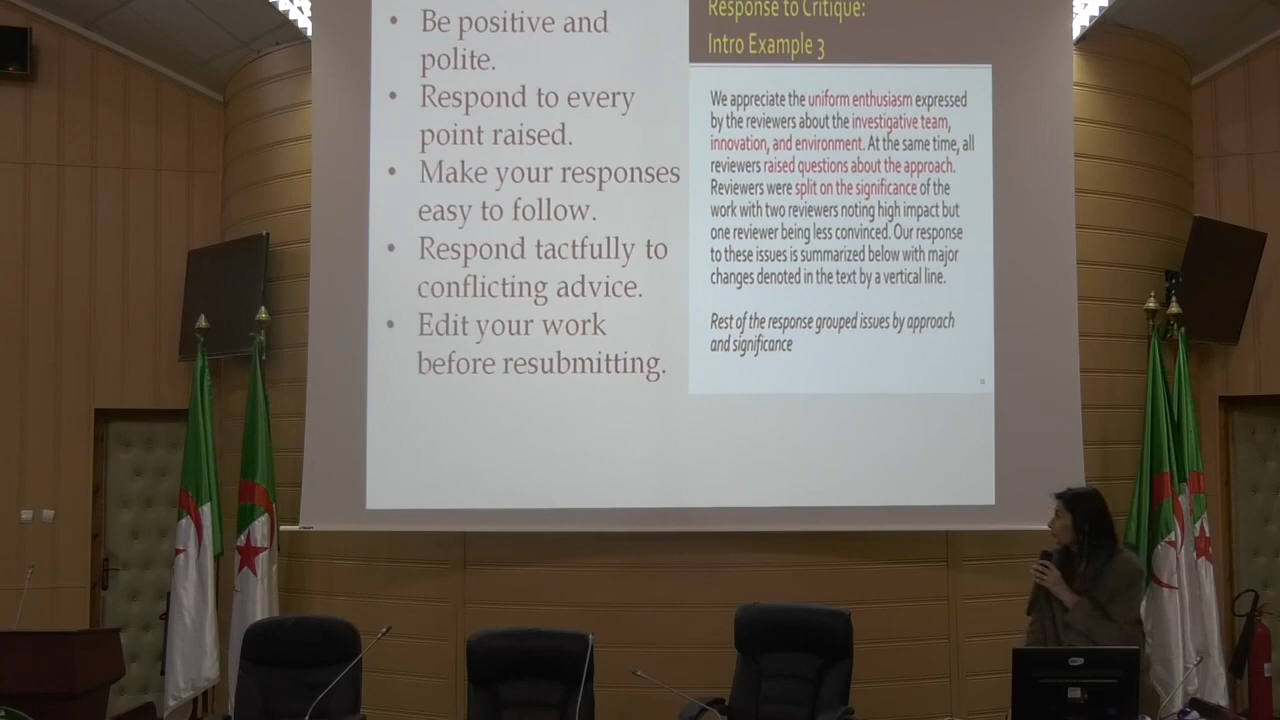 • Be positive and
polite.
• Respond to every
point raised.
• Make your responses
easy to follow.
• Respond tactfully to
conflicting advice.
• Edit your work
before resubmitting.
Response to Critique:
Intro Example 3
We appreciate the uniform enthusiasm expressed
by the reviewers about the investigative team,
innovation, and environment. At the same time, all
reviewers raised questions about the approach.
Reviewers were split on the significance of the
work with two reviewers noting high impact but
one reviewer being less convinced. Our response
to these issues is summarized below with major
changes denoted in the text by a vertical line.
Rest of the response grouped issues by approach
and significance